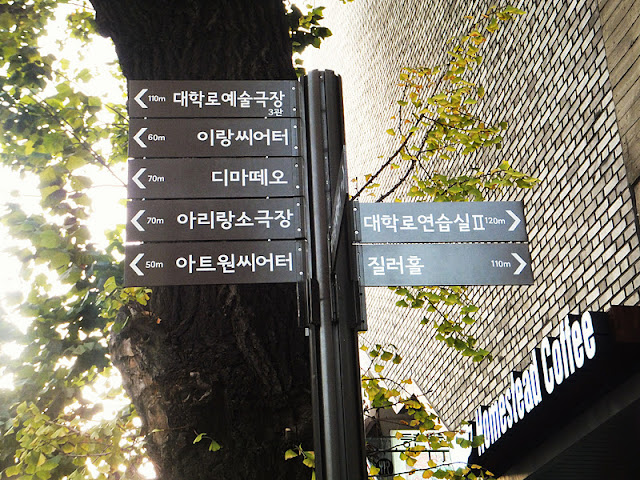 110m 대학로예술극장
3관
60m 이랑씨어터
70m 디마떼오
70m 아리랑소극장
50m 아트원씨어터
대학로연습실Ⅱ 120m
질러홀 110m
Homestead Coffee